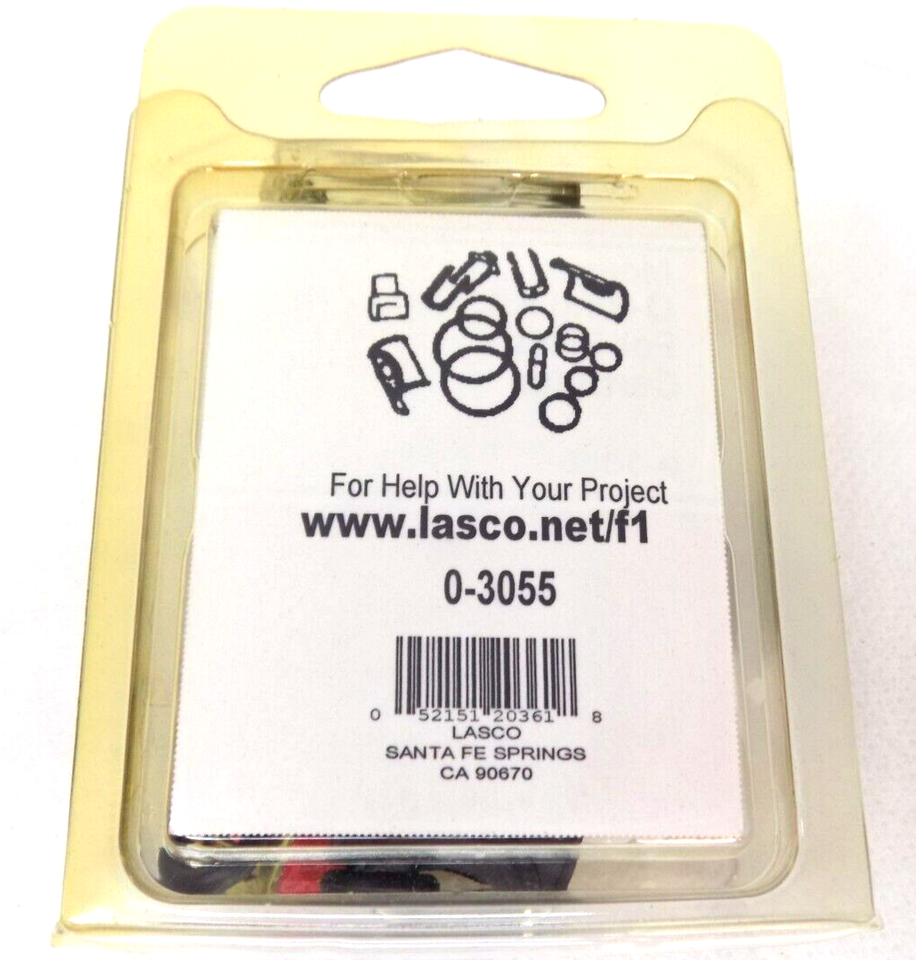 For Help With Your Project
www.lasco.net/f1
0-3055
0 52151 20361 8
LASCO
SANTA FE SPRINGS
CA 90670